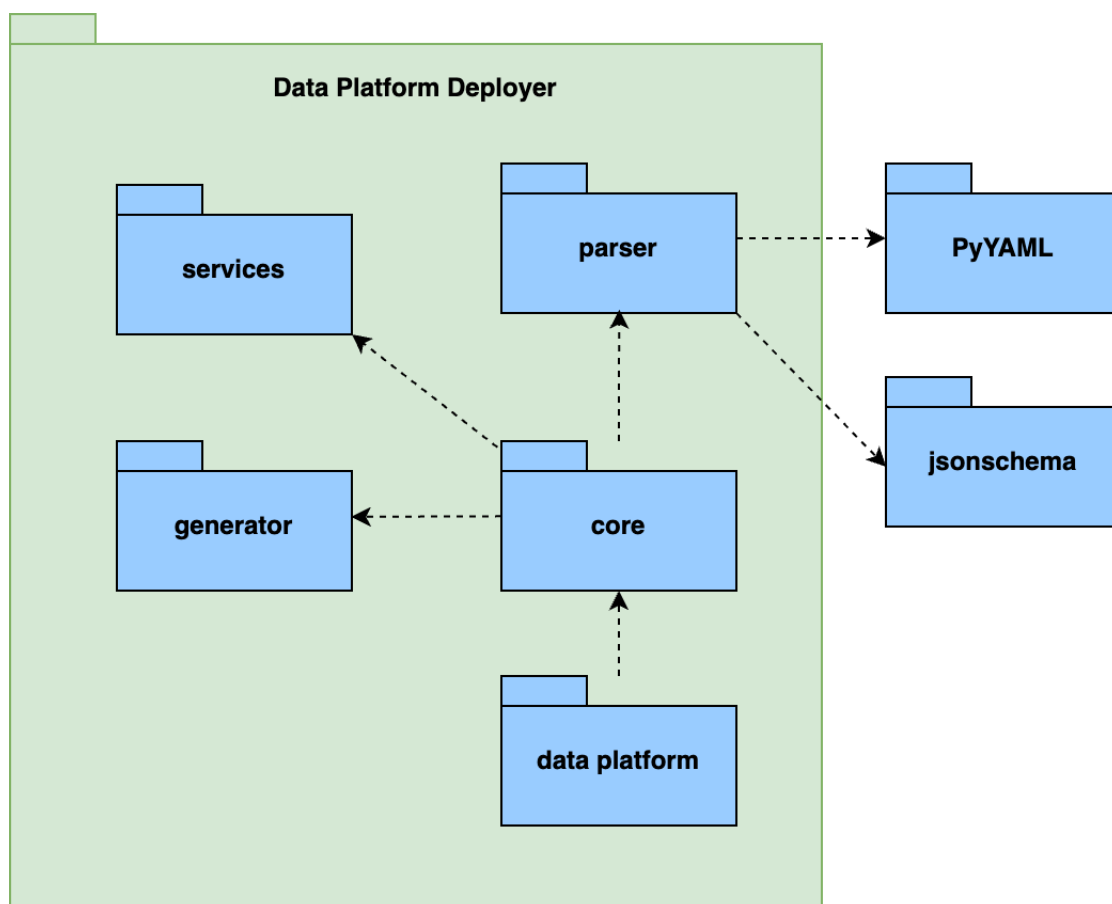 Data Platform Deployer
services
parser
PyYAML
generator
core
jsonschema
data platform